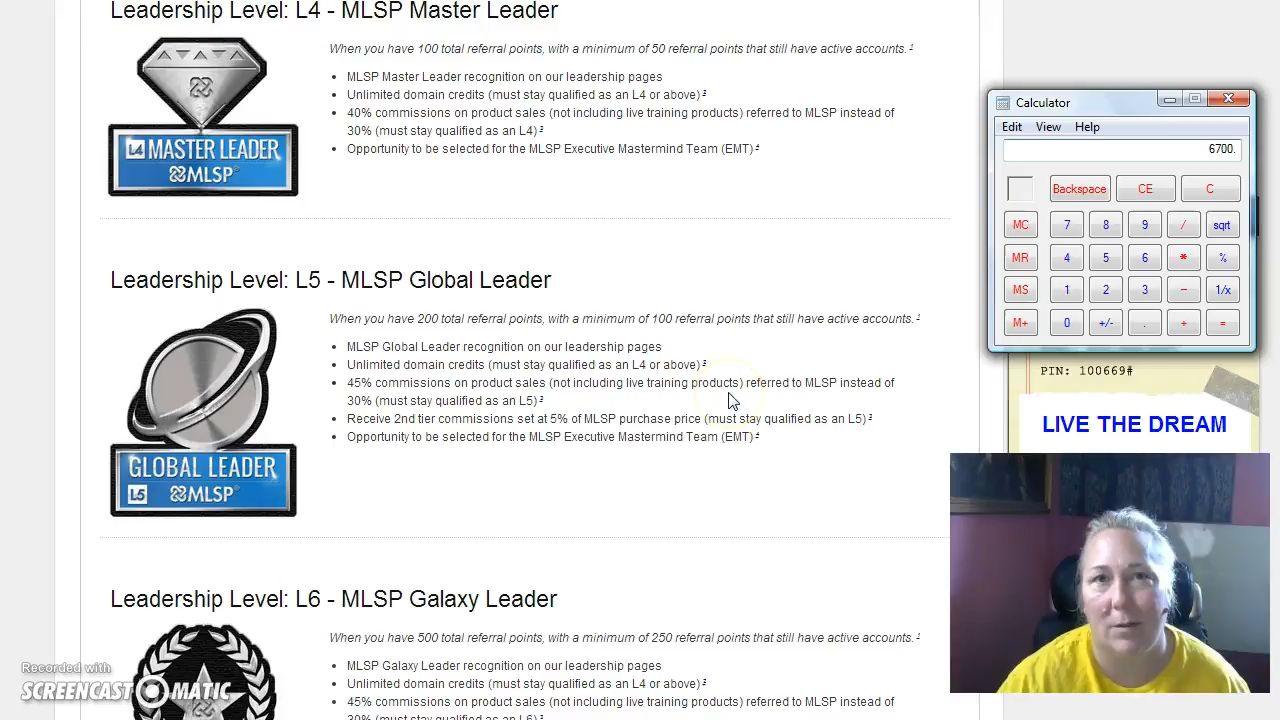 Leadership Level: L4 - MLSP Master Leader
When you have 100 total referral points, with a minimum of 70 referral points that still have active accounts. 1
MLSP Master Leader recognition on our leadership pages
Unlimited domain credits (must stay qualified as an L4 or above) 2
40% commissions on product sales (not including live training products) referred to MLSP instead of
30% (must stay qualified as an L4)
Opportunity to be selected for the MLSP Executive Mastermind Team (EMT)
L4 MASTER LEADER
MLSP
Leadership Level: L5 - MLSP Global Leader
When you have 200 total referral points, with a minimum of 100 referral points that still have active accounts. 1
MLSP Global Leader recognition on our leadership pages
Unlimited domain credits (must stay qualified as an L4 or above) 2
45% commissions on product sales (not including live training products) referred to MLSP instead of
30% (must stay qualified as an L5)
Receive 2nd tier commissions set at 5% of MLSP purchase price (must stay qualified as an L5)
Opportunity to be selected for the MLSP Executive Mastermind Team (EMT)
GLOBAL LEADER
L5 MLSP
Leadership Level: L6 - MLSP Galaxy Leader
When you have 500 total referral points, with a minimum of 250 referral points that still have active accounts. 1
MLSP Galaxy Leader recognition on our leadership pages
Unlimited domain credits (must stay qualified as an L4 or above) 2
45% commissions on product sales (not including live training products) referred to MLSP instead of
30% (must stay qualified as an L6)
Calculator
Edit View Help
6700.
Backspace CE C
MC 7 8 9 / sqrt
MR 4 5 6 * %
MS 1 2 3 - 1/x
M+ 0 +/- . + =
PIN: 100669#
LIVE THE DREAM
Recorded with
SCREENCAST MATIC